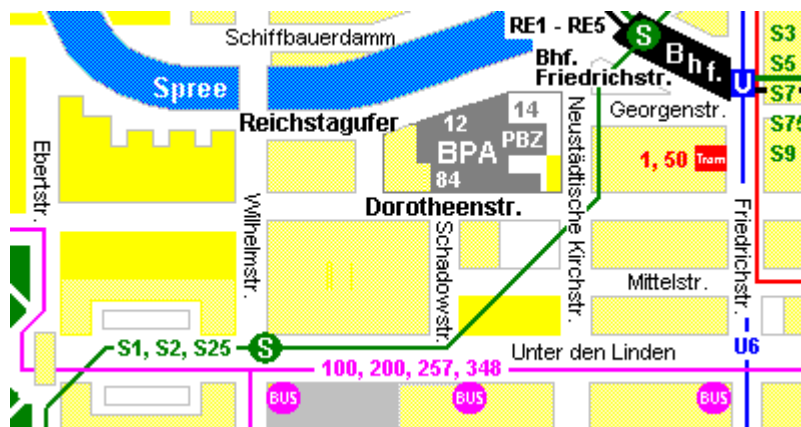 RE1 - RE5
S
Schiffbauerdamm
Bhf.
Friedrichstr.
Bhf.
S3
S5
U
S7
S75
S9
Spree
Reichstagufer
12
14
PBZ
BPA
84
Georgenstr.
1, 50 Tram
Ebertstr.
Wilhelmstr.
Dorotheenstr.
Schadowstr.
Neustädtische Kirchstr.
Friedrichstr.
Mittelstr.
S1, S2, S25
S
Unter den Linden
U6
100, 200, 257, 348
BUS
BUS
BUS